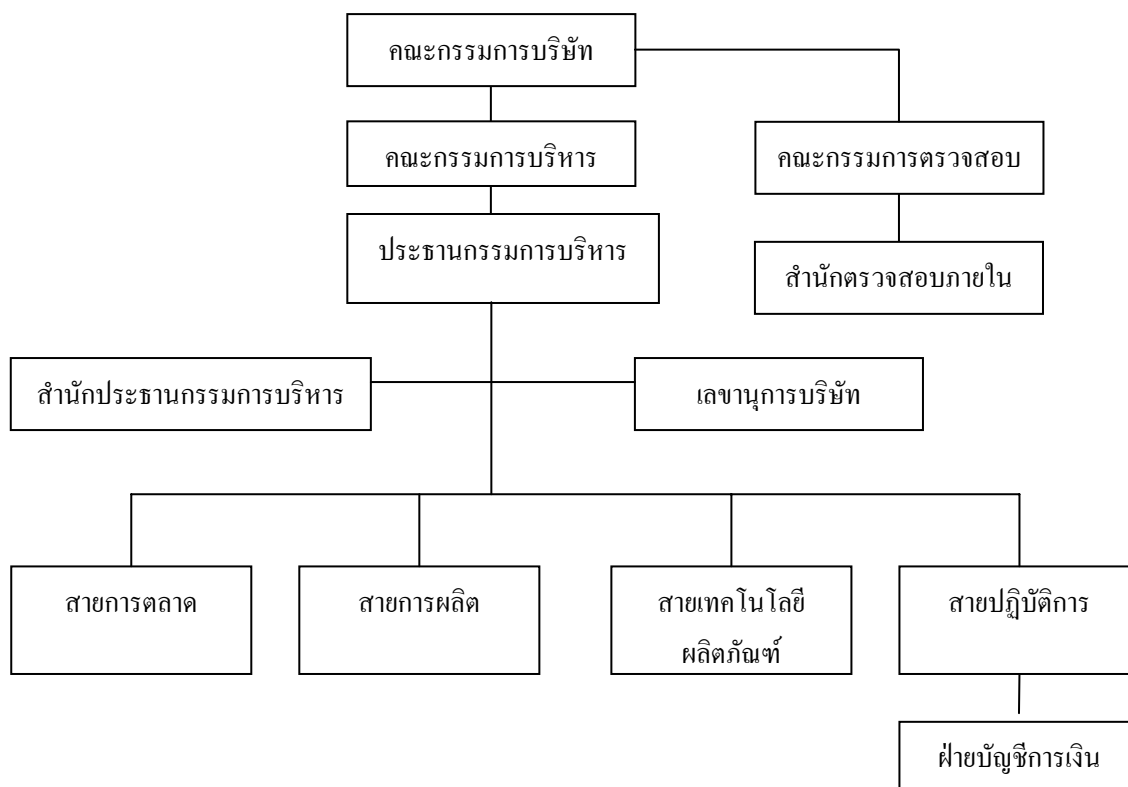 คณะกรรมการบริษัท
คณะกรรมการบริหาร
คณะกรรมการตรวจสอบ
ประธานกรรมการบริหาร
สำนักตรวจสอบภายใน
สำนักประธานกรรมการบริหาร
เลขานุการบริษัท
สายการตลาด
สายการผลิต
สายเทคโนโลยี
ผลิตภัณฑ์
สายปฏิบัติการ
ฝ่ายบัญชีการเงิน